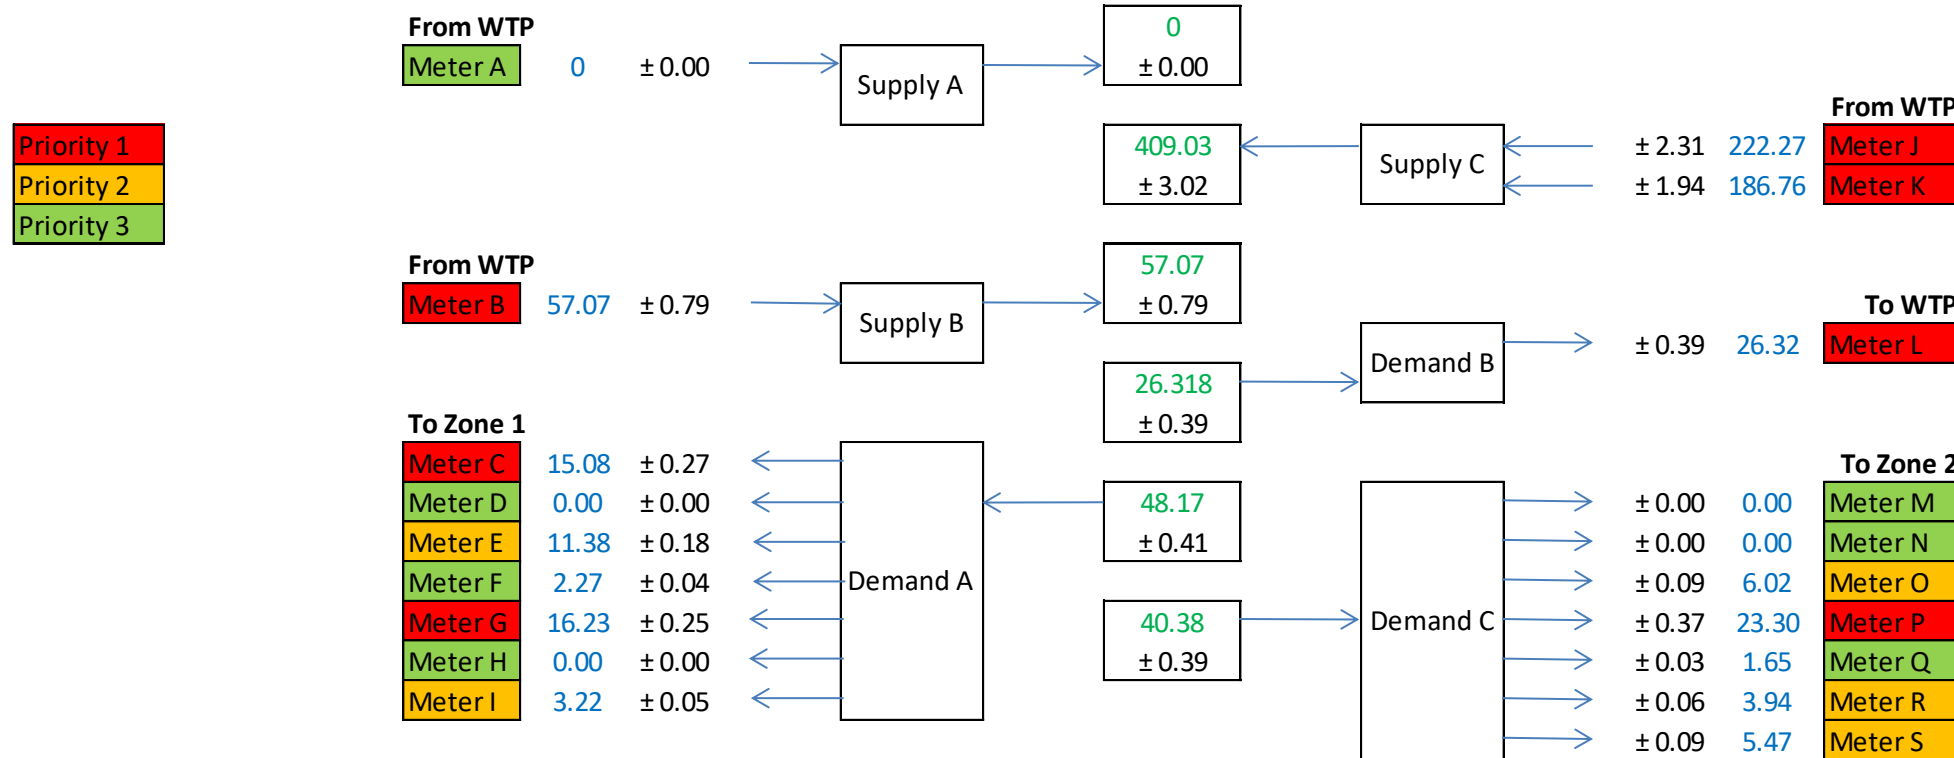 From WTP
Meter A 0 ± 0.00
Supply A
0
± 0.00
Priority 1
Priority 2
Priority 3
From WTP
409.03
± 3.02
Supply C
± 2.31 222.27 Meter J
± 1.94 186.76 Meter K
From WTP
Meter B 57.07 ± 0.79
Supply B
57.07
± 0.79
To WTP
Demand B
± 0.39 26.32 Meter L
26.318
± 0.39
To Zone 1
Meter C 15.08 ± 0.27
Meter D 0.00 ± 0.00
Meter E 11.38 ± 0.18
Meter F 2.27 ± 0.04
Meter G 16.23 ± 0.25
Meter H 0.00 ± 0.00
Meter I 3.22 ± 0.05
Demand A
48.17
± 0.41
40.38
± 0.39
Demand C
To Zone 2
± 0.00 0.00 Meter M
± 0.00 0.00 Meter N
± 0.09 6.02 Meter O
± 0.37 23.30 Meter P
± 0.03 1.65 Meter Q
± 0.06 3.94 Meter R
± 0.09 5.47 Meter S